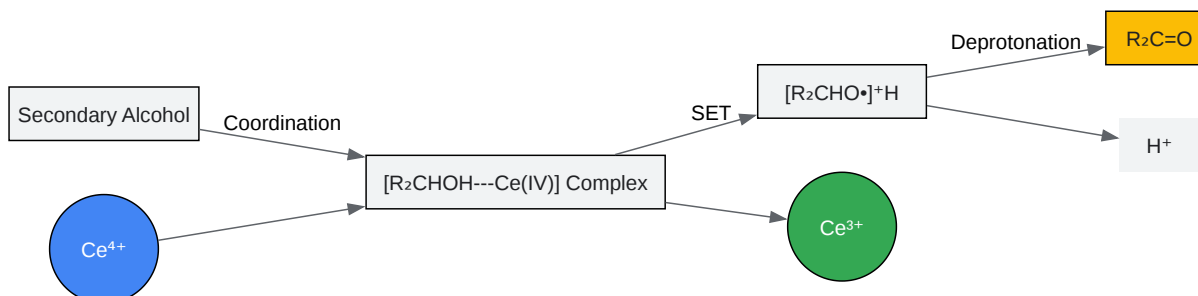 R₂C=O
Deprotonation
[R₂CHO•]⁺H
Secondary Alcohol
SET
Coordination
H⁺
[R₂CHOH---Ce(IV)] Complex
Ce³⁺
Ce⁴⁺